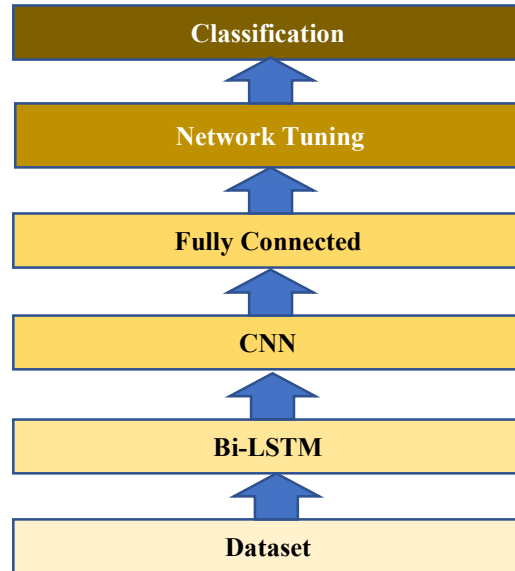 Classification
Network Tuning
Fully Connected
CNN
Bi-LSTM
Dataset